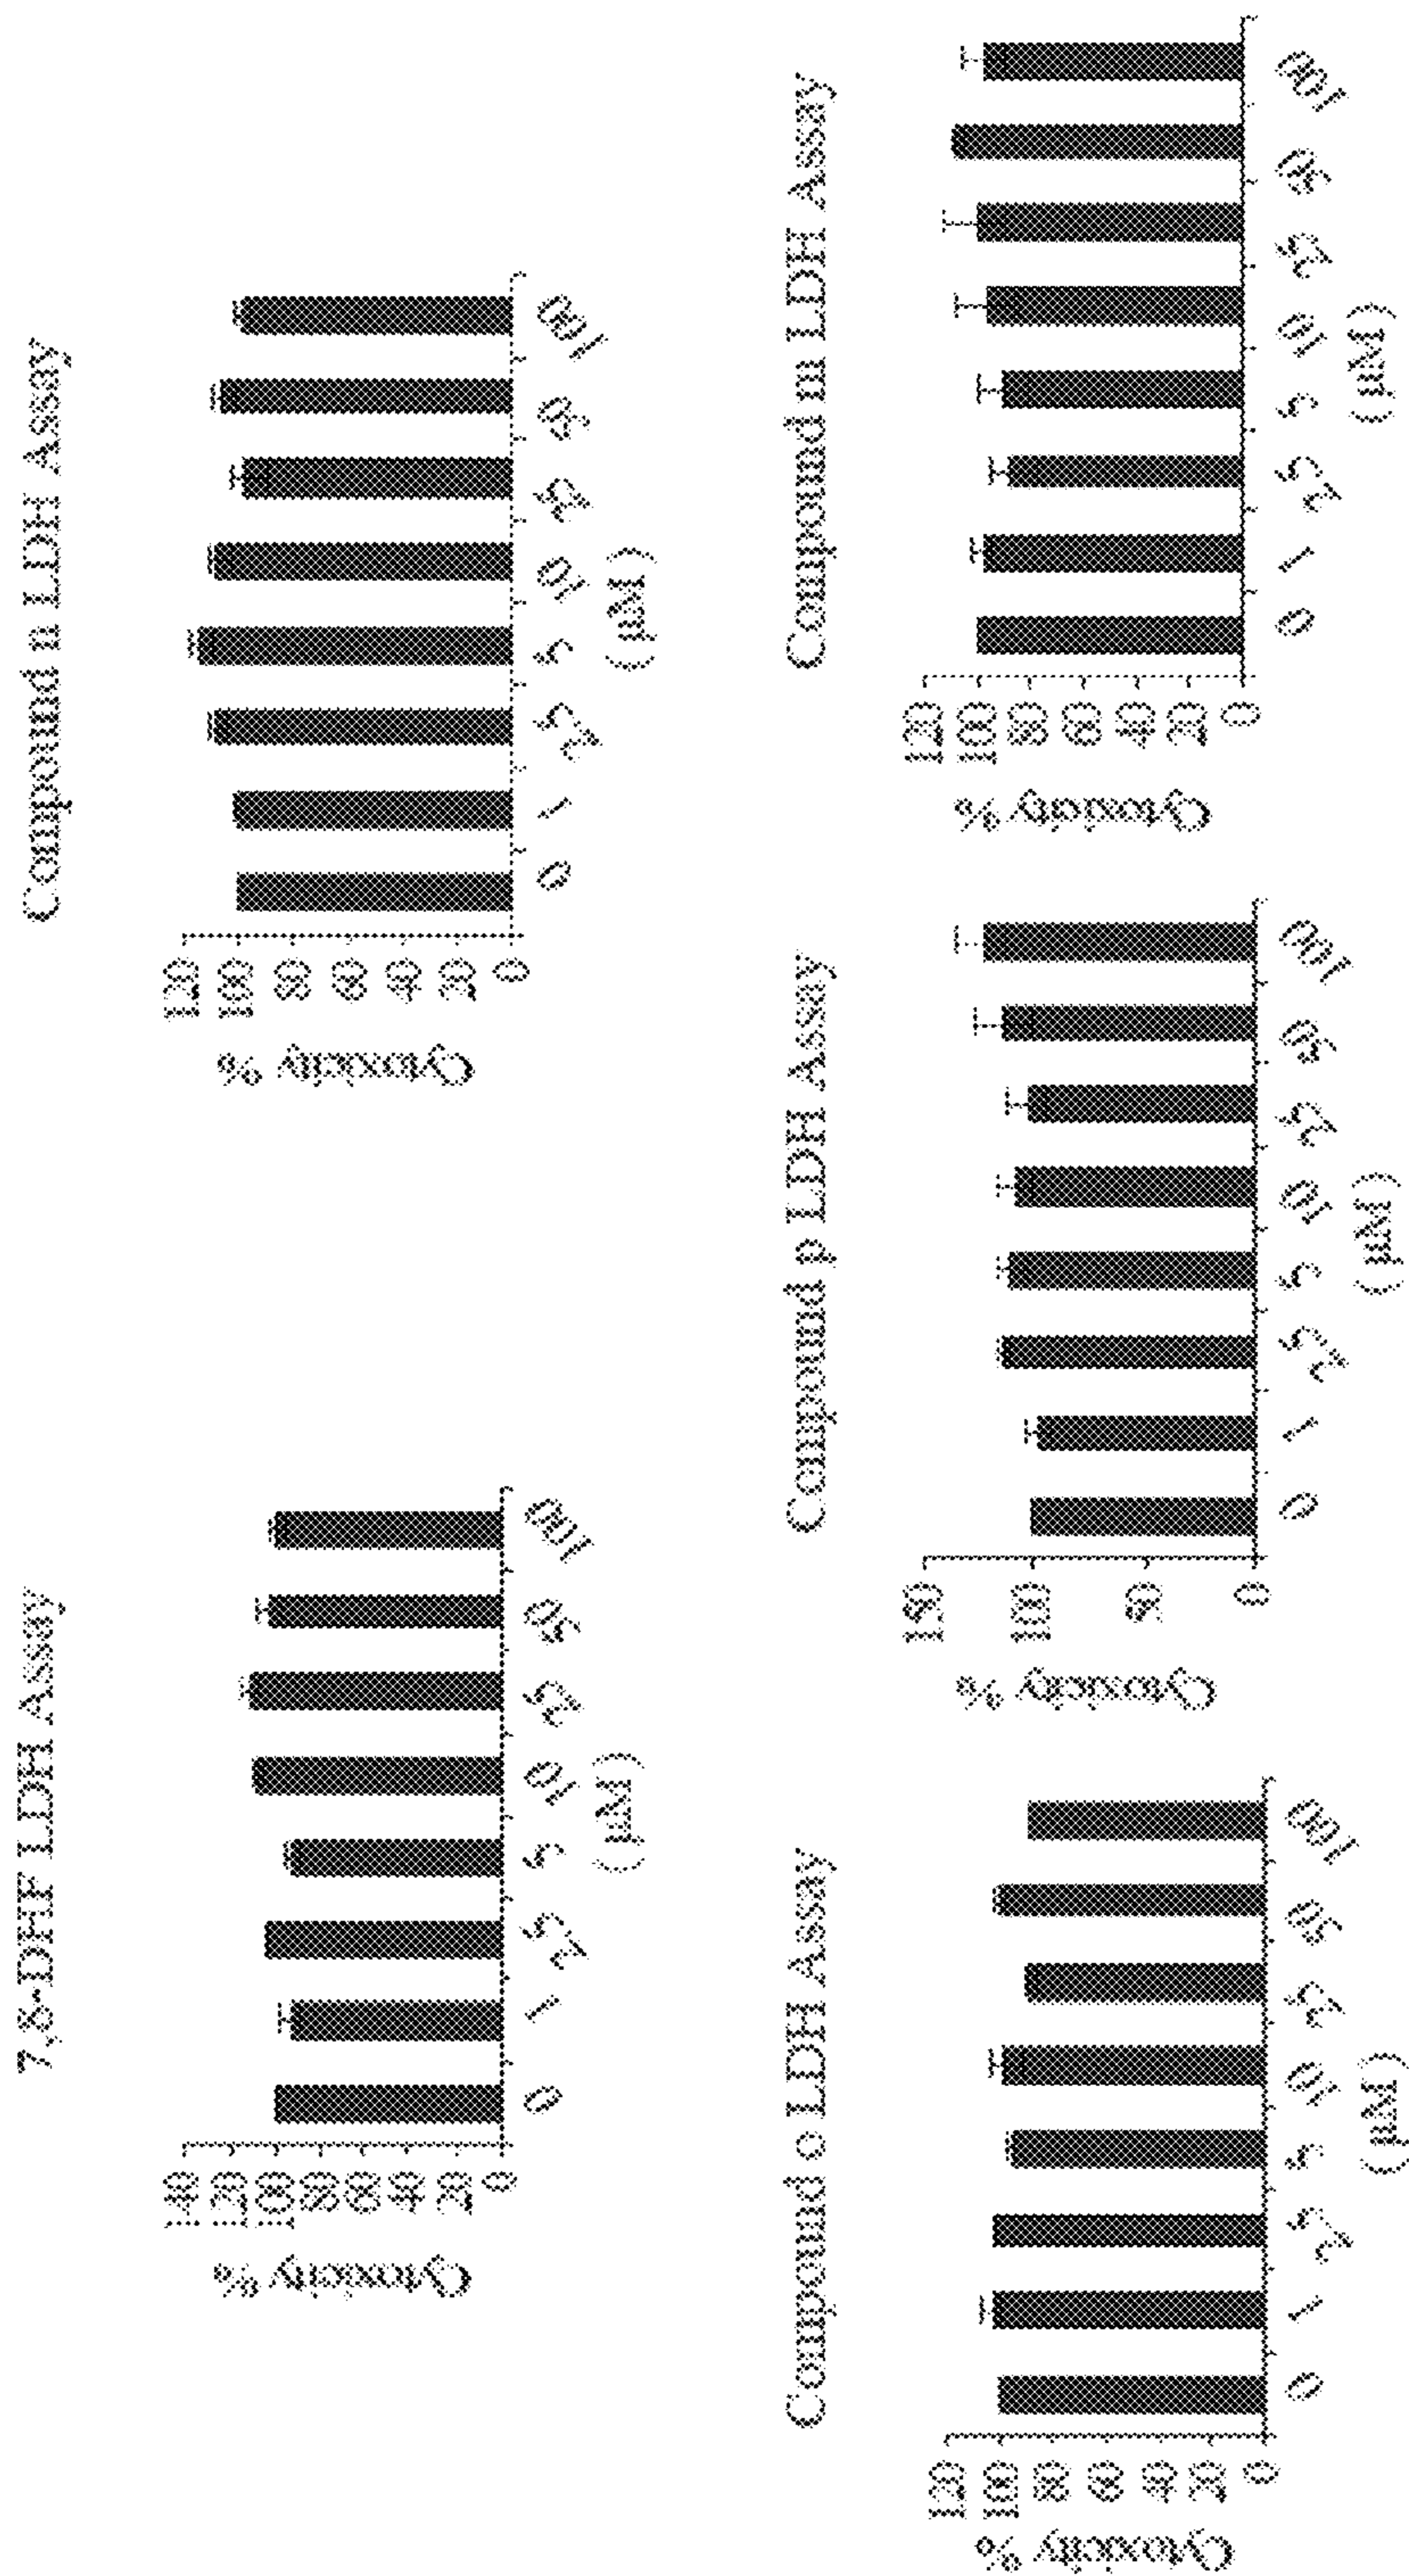 7,8-DHF LDH Assay
Cytoxicity %
140
120
100
80
60
40
20
0
0 1 2.5 5 10 25 50 100
( µM )
Compound n LDH Assay
Cytoxicity %
120
100
80
60
40
20
0
0 1 2.5 5 10 25 50 100
( µM )
Compound o LDH Assay
Cytoxicity %
120
100
80
60
40
20
0
0 1 2.5 5 10 25 50 100
( µM )
Compound p LDH Assay
Cytoxicity %
150
100
50
0
0 1 2.5 5 10 25 50 100
( µM )
Compound m LDH Assay
Cytoxicity %
120
100
80
60
40
20
0
0 1 2.5 5 10 25 50 100
( µM )